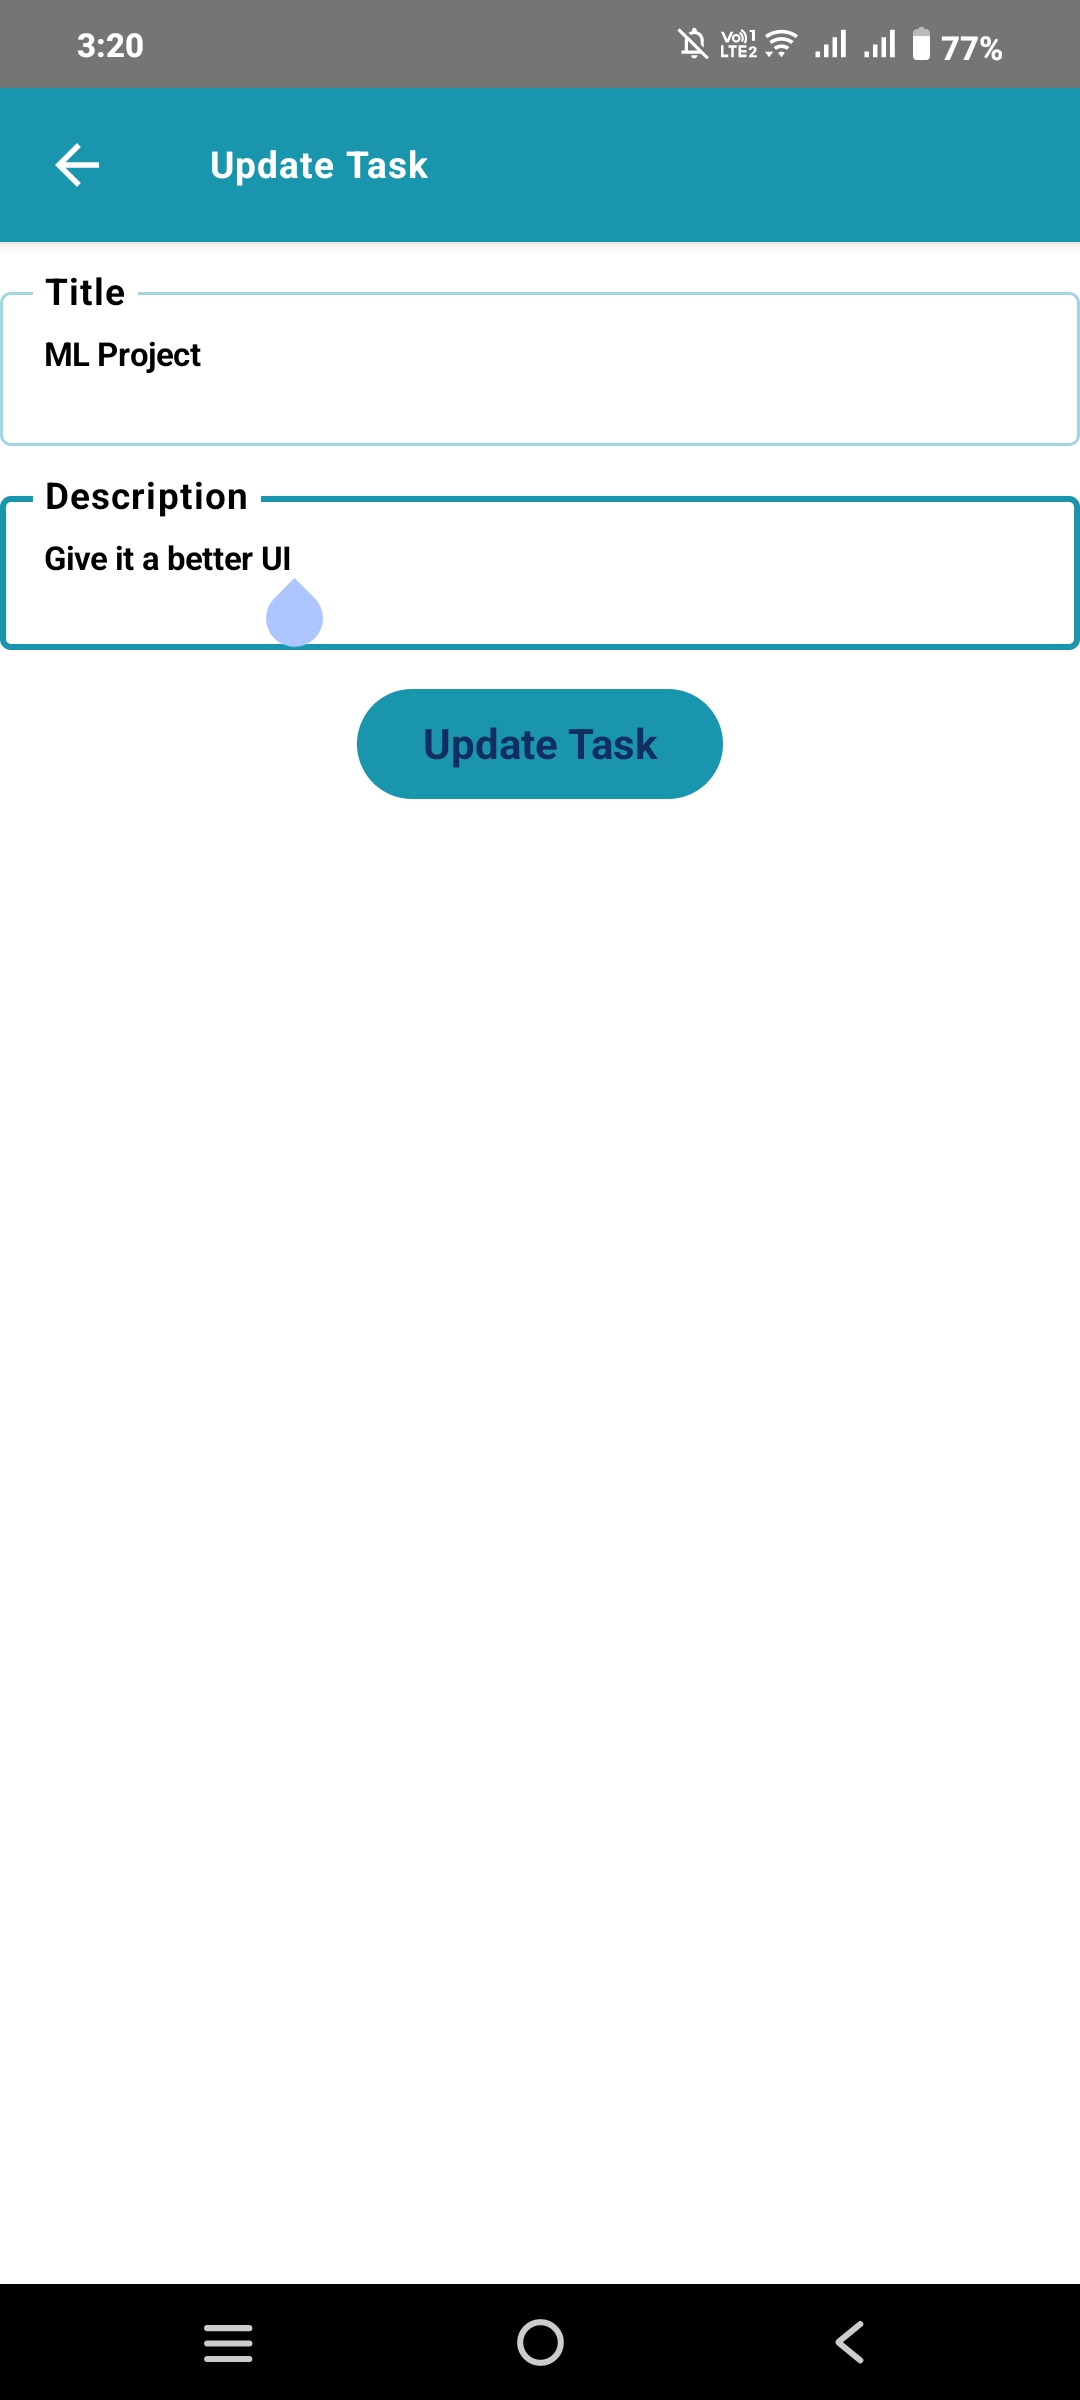 3:20
Vo)) 1
LTE2
77%
Update Task
Title
ML Project
Description
Give it a better UI
Update Task